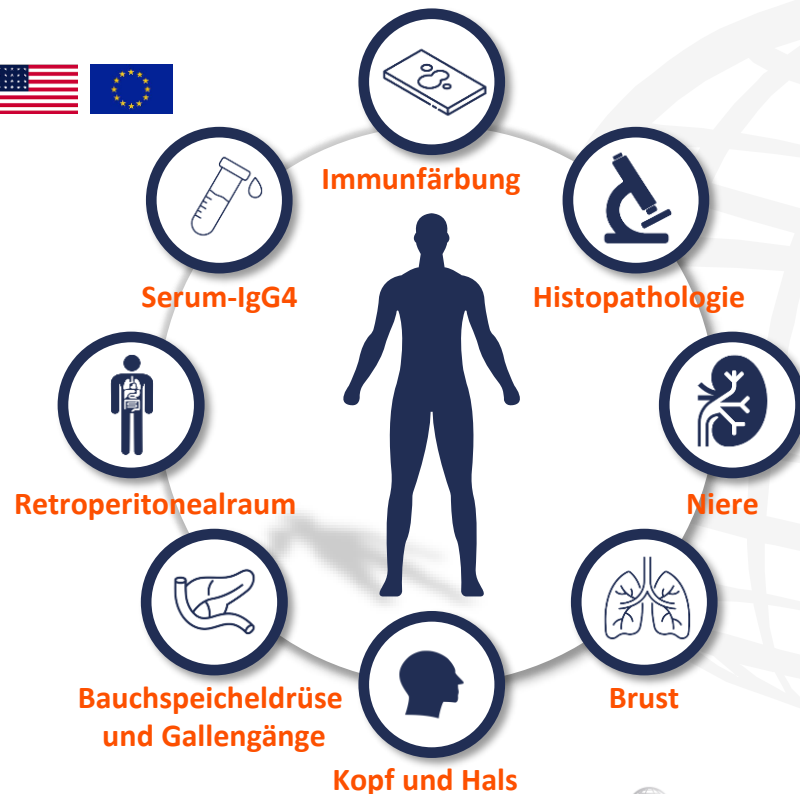 Immunfärbung
Serum-IgG4
Histopathologie
Retroperitonealraum
Niere
Bauchspeicheldrüse
und Gallengänge
Brust
Kopf und Hals